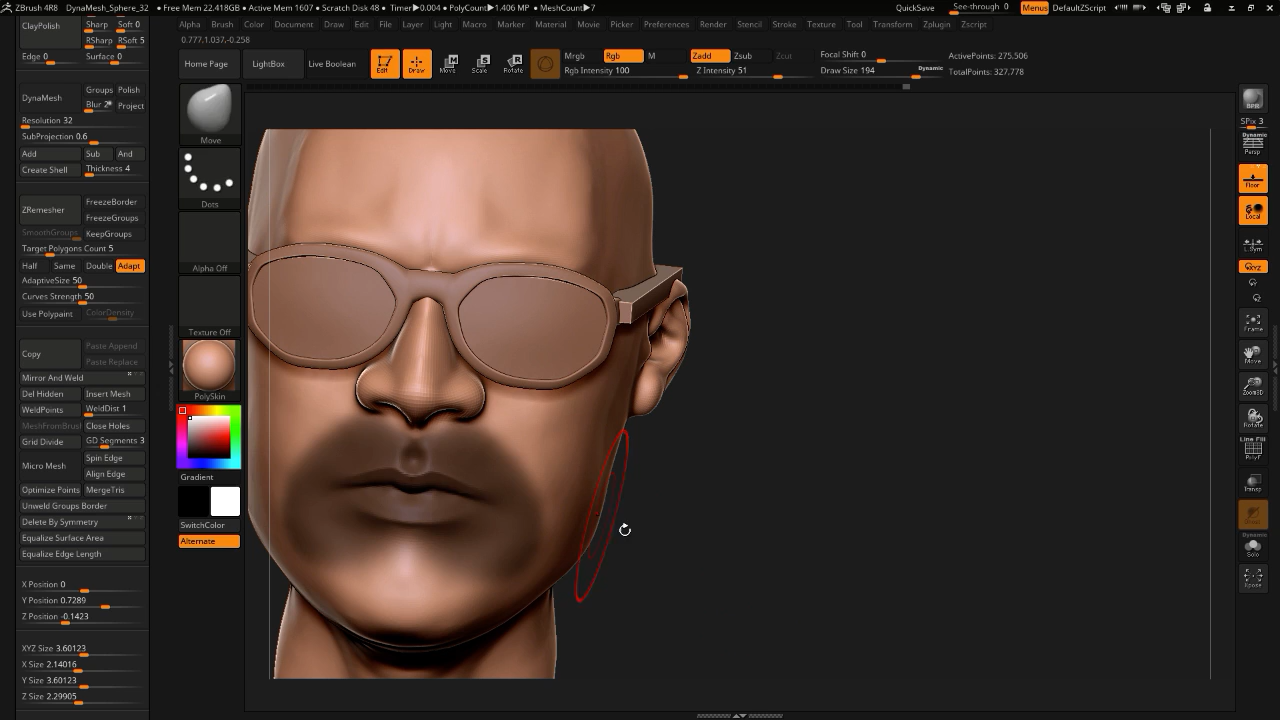 ZBrush 4R8 DynaMesh_Sphere_32 • Free Mem 22.418GB • Active Mem 1607 • Scratch Disk 48 • Timer▶0.004 • PolyCount▶1.406 MP • MeshCount▶7 QuickSave See-through 0 Menus DefaultZScript
Alpha Brush Color Document Draw Edit File Layer Light Macro Marker Material Movie Picker Preferences Render Stencil Stroke Texture Tool Transform Zplugin Zscript
0.777,1.037,-0.258
Home Page LightBox Live Boolean Edit Draw Move Scale Rotate
Mrgb Rgb M Zadd Zsub Zcut Focal Shift 0 ActivePoints: 275,506
Rgb Intensity 100 Z Intensity 51 Draw Size 194 Dynamic TotalPoints: 327,778
ClayPolish Sharp Soft 0
RSharp RSoft 5
Edge 0 Surface 0
DynaMesh Groups Polish
Blur 2 Project
Resolution 32
SubProjection 0.6
Add Sub And
Create Shell Thickness 4
ZRemesher FreezeBorder
FreezeGroups
SmoothGroups KeepGroups
Target Polygons Count 5
Half Same Double Adapt
AdaptiveSize 50
Curves Strength 50
Use Polypaint ColorDensity
Copy Paste Append
Paste Replace
Mirror And Weld
Del Hidden Insert Mesh
WeldPoints WeldDist 1
MeshFromBrush Close Holes
Grid Divide GD Segments 3
Micro Mesh Spin Edge
Align Edge
Optimize Points MergeTris
Unweld Groups Border
Delete By Symmetry
Equalize Surface Area
Equalize Edge Length
X Position 0
Y Position 0.7289
Z Position -0.1423
XYZ Size 3.60123
X Size 2.14016
Y Size 3.60123
Z Size 2.29905
Move
Dots
Alpha Off
Texture Off
PolySkin
Gradient
SwitchColor
Alternate
BPR
SPix 3
Dynamic
Persp
Floor
Local
L.Sym
XYZ
Frame
Move
Zoom3D
Rotate
Line Fill
PolyF
Transp
Dynamic
Solo
Xpose